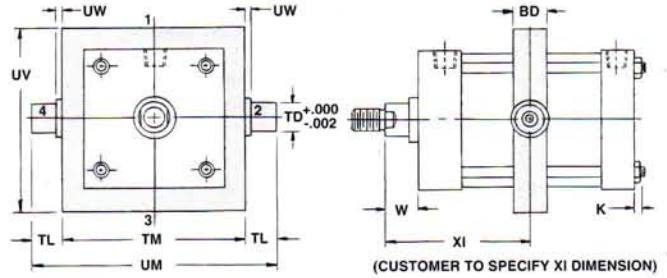 UW
1
UW
UV
4
2
TD +.000 -.002
3
TL
TM
TL
UM
BD
W
K
XI
(CUSTOMER TO SPECIFY XI DIMENSION)